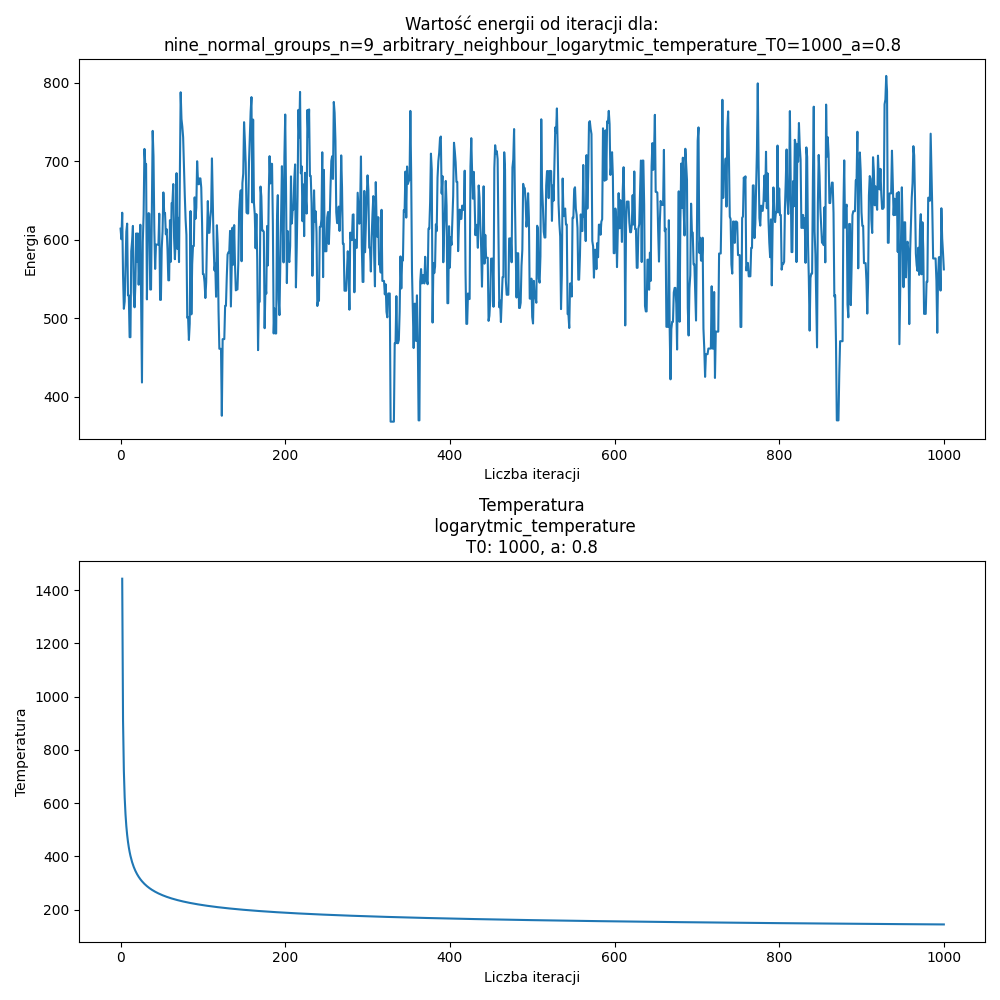 Wartość energii od iteracji dla:
nine_normal_groups_n=9_arbitrary_neighbour_logarytmic_temperature_T0=1000_a=0.8
800
700
600
500
400
Energia
0 200 400 600 800 1000
Liczba iteracji
Temperatura
logarytmic_temperature
T0: 1000, a: 0.8
1400
1200
1000
800
600
400
200
Temperatura
0 200 400 600 800 1000
Liczba iteracji